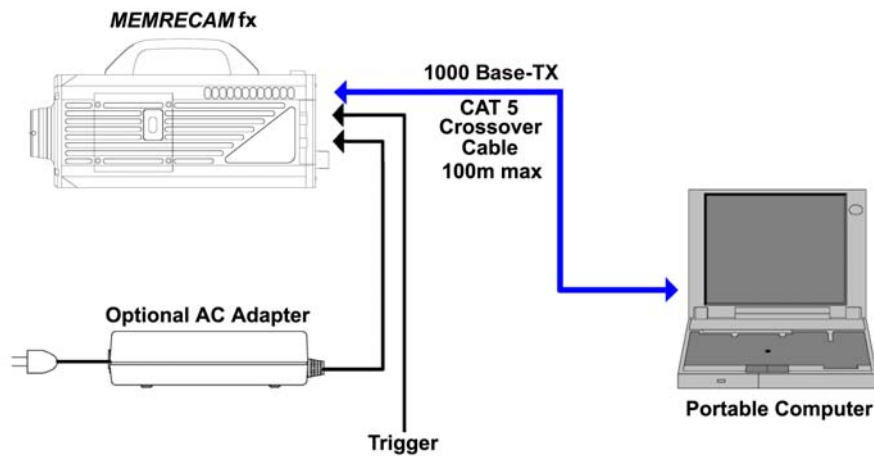 MEMRECAM fx
1000 Base-TX
CAT 5
Crossover
Cable
100m max
Optional AC Adapter
Portable Computer
Trigger